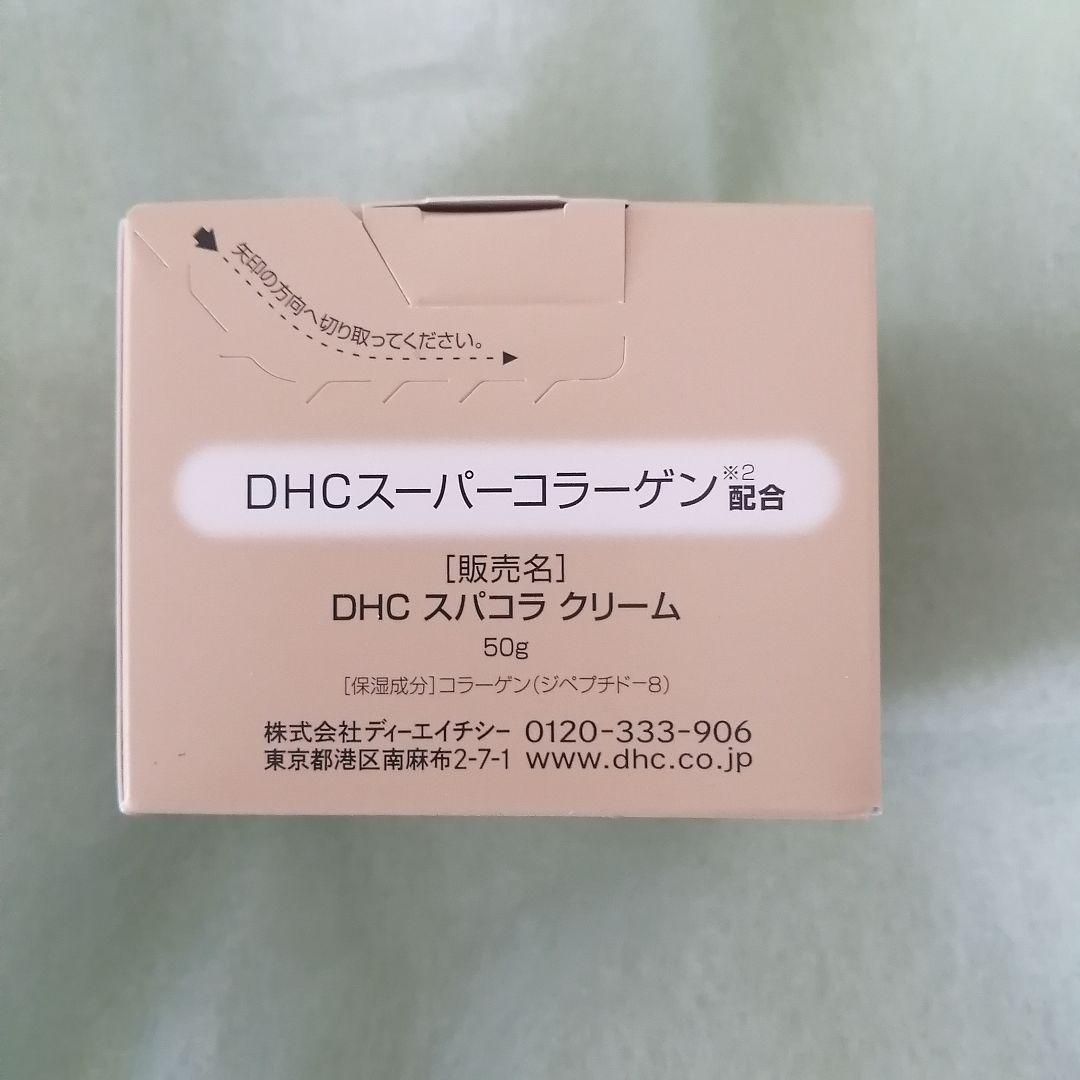 矢印の方向へ切り取ってください。
DHCスーパーコラーゲン※2配合
［販売名］
DHC スパコラ クリーム
50g
［保湿成分］コラーゲン（ジペプチド－8）
株式会社ディーエイチシー 0120-333-906
東京都港区南麻布2-7-1 www.dhc.co.jp